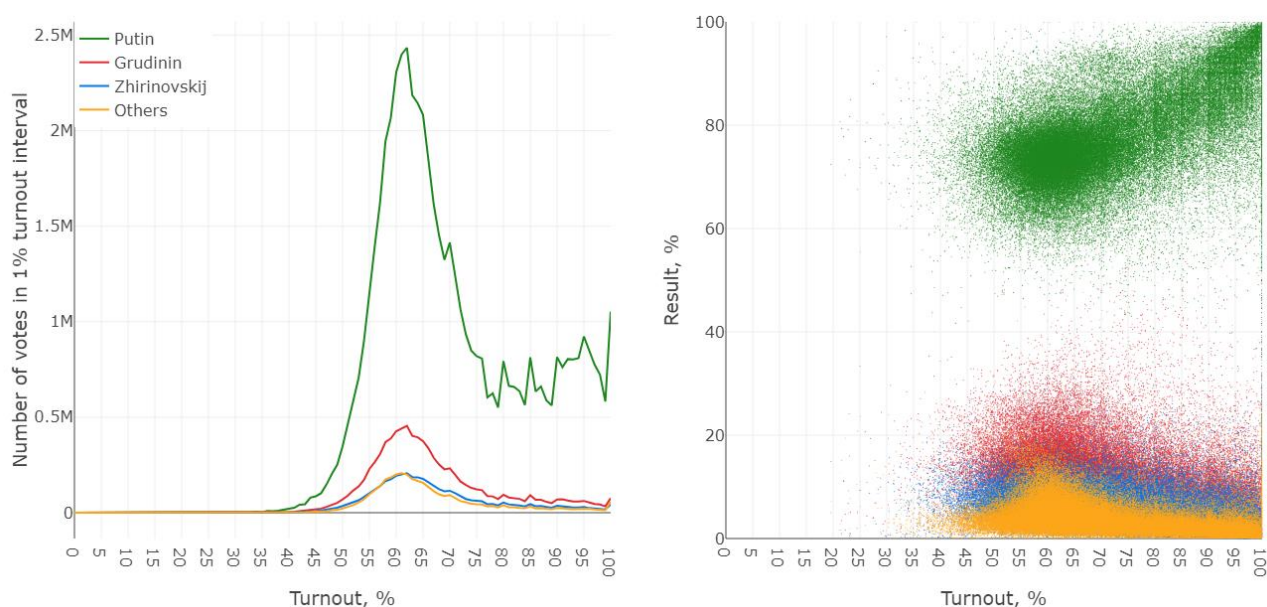 Number of votes in 1% turnout interval
2.5M
2M
1.5M
1M
0.5M
0
Putin
Grudinin
Zhirinovskij
Others
0 5 10 15 20 25 30 35 40 45 50 55 60 65 70 75 80 85 90 95 100
Turnout, %
Result, %
100
80
60
40
20
0
0 5 10 15 20 25 30 35 40 45 50 55 60 65 70 75 80 85 90 95 100
Turnout, %